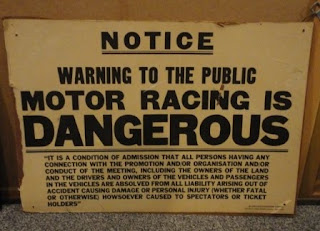 NOTICE
WARNING TO THE PUBLIC
MOTOR RACING IS
DANGEROUS
"IT IS A CONDITION OF ADMISSION THAT ALL PERSONS HAVING ANY
CONNECTION WITH THE PROMOTION AND/OR ORGANISATION AND/OR
CONDUCT OF THE MEETING, INCLUDING THE OWNERS OF THE LAND
AND THE DRIVERS AND OWNERS OF THE VEHICLES AND PASSENGERS
IN THE VEHICLES ARE ABSOLVED FROM ALL LIABILITY ARISING OUT OF
ACCIDENT CAUSING DAMAGE OR PERSONAL INJURY (WHETHER FATAL
OR OTHERWISE) HOWSOEVER CAUSED TO SPECTATORS OR TICKET
HOLDERS"